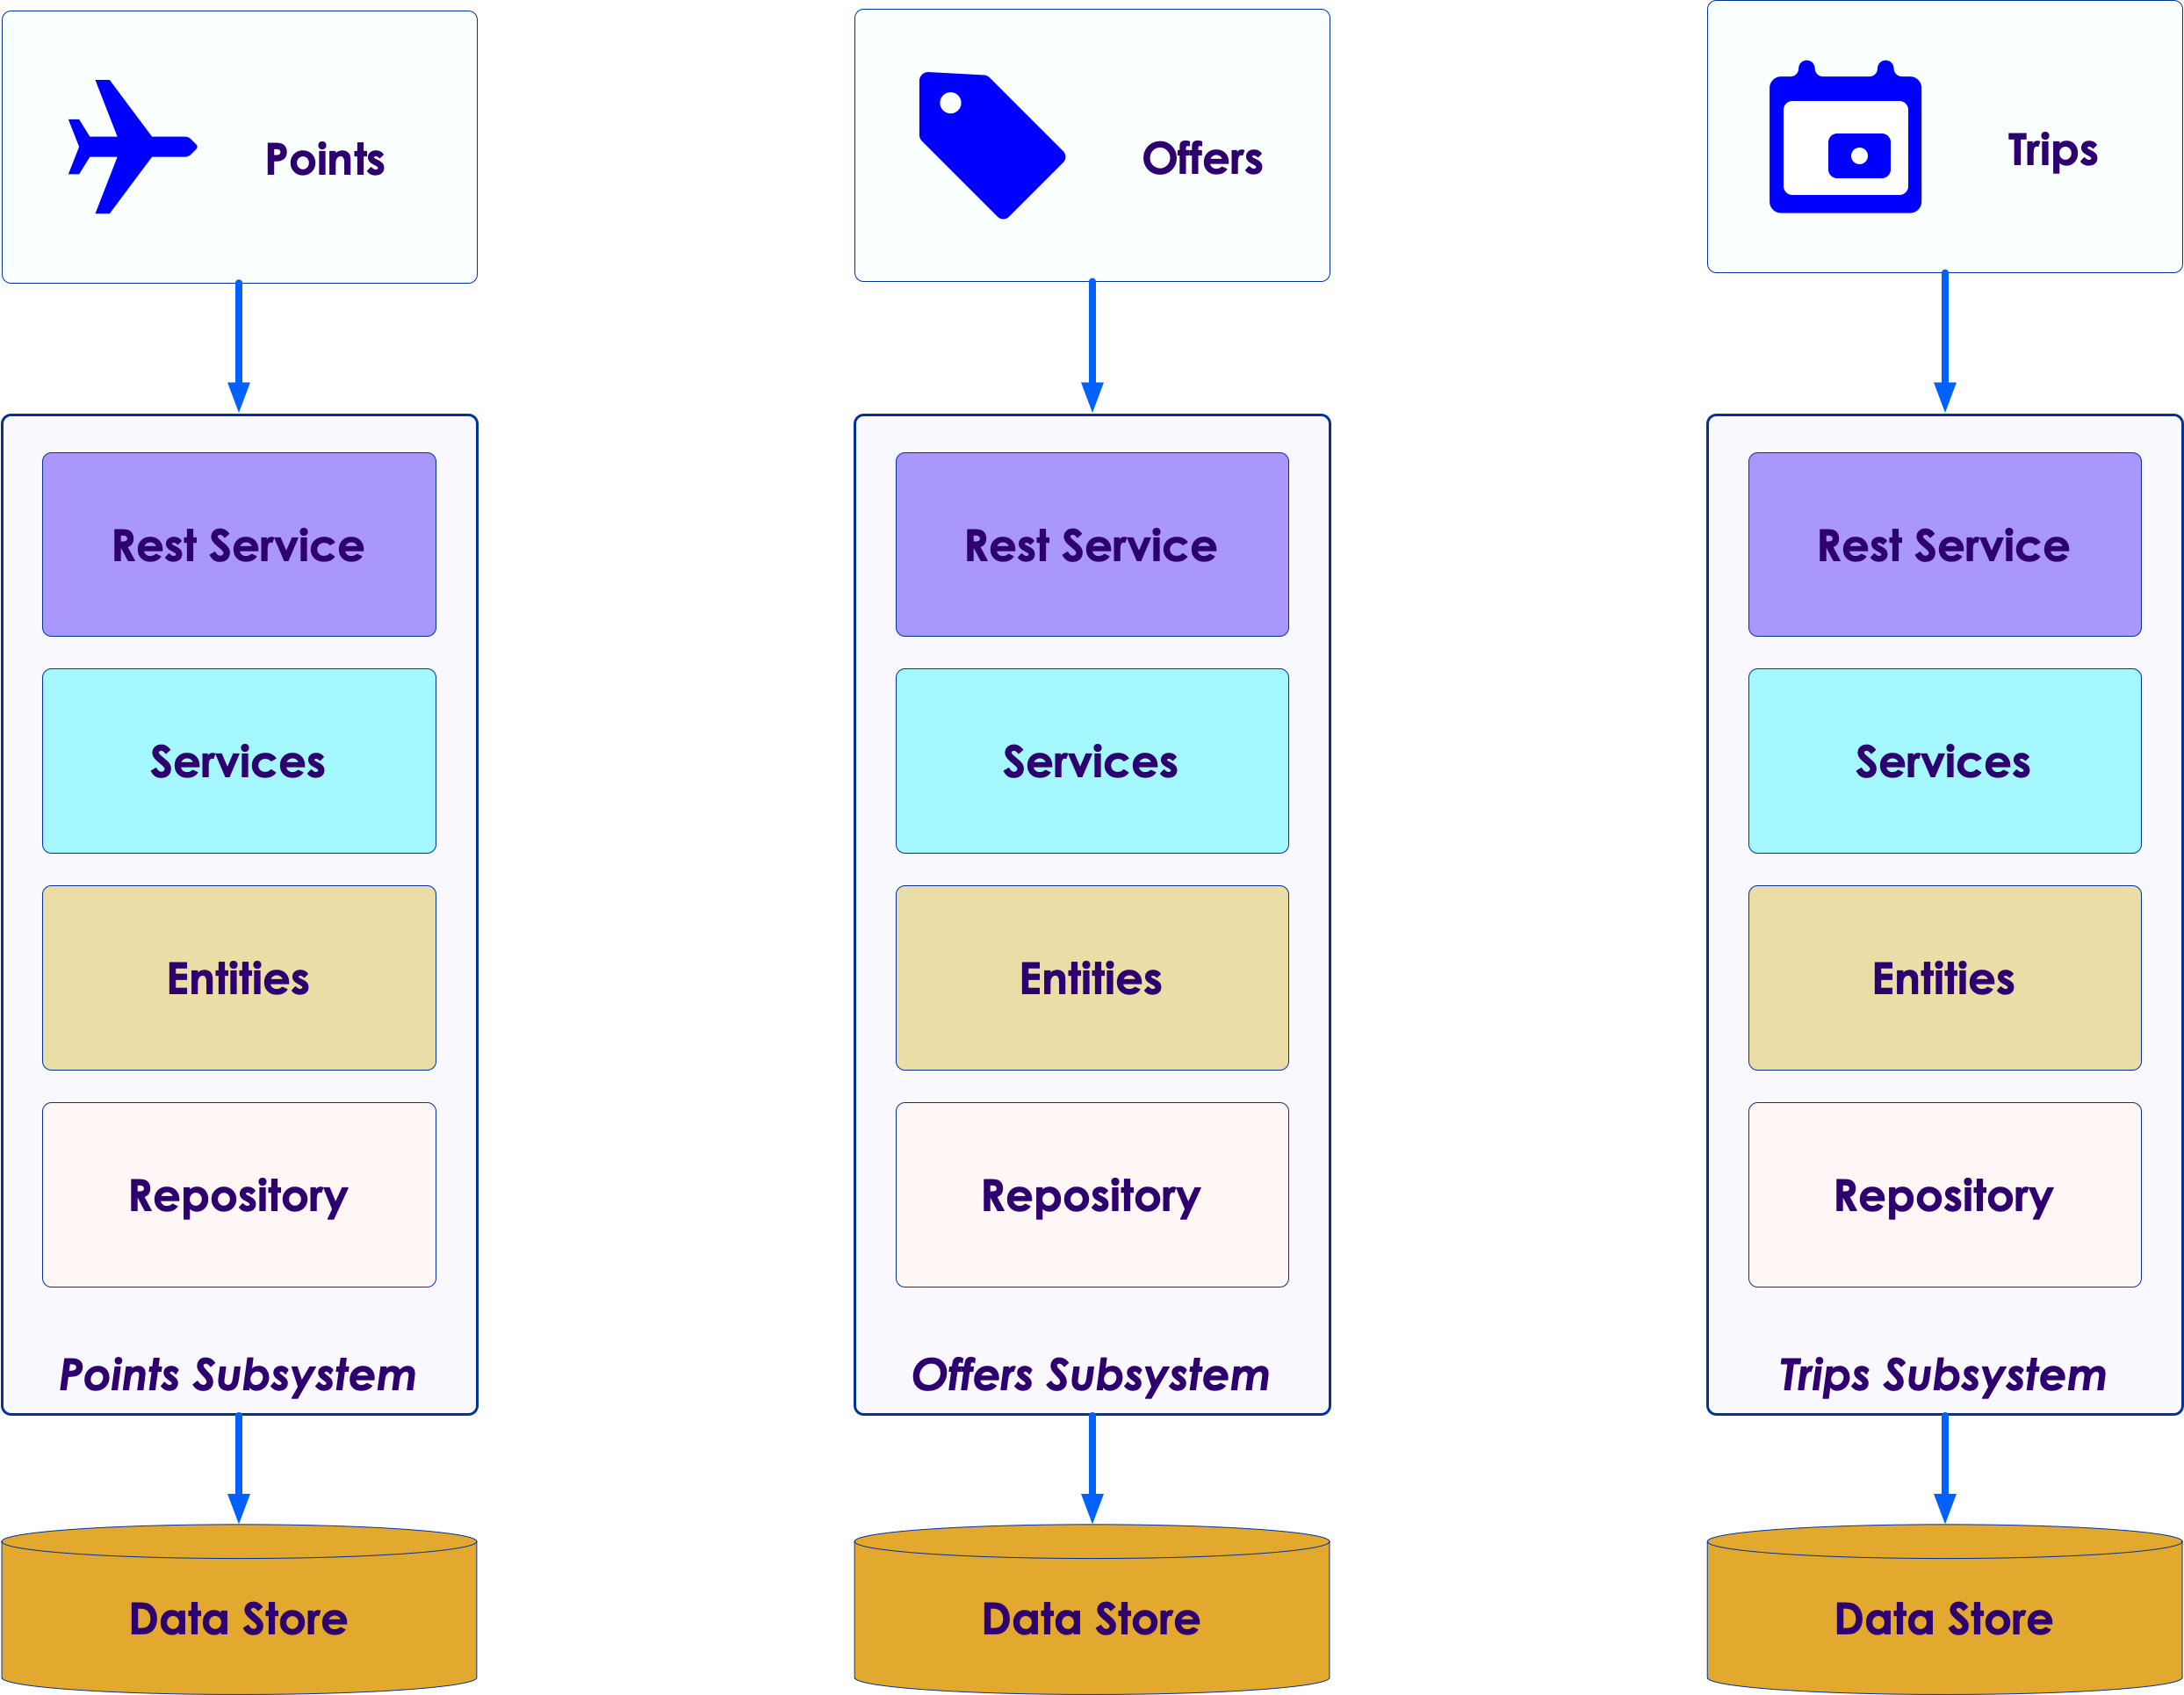 Points
Offers
Trips
Rest Service
Rest Service
Rest Service
Services
Services
Services
Entities
Entities
Entities
Repository
Repository
Repository
Points Subsystem
Offers Subsystem
Trips Subsystem
Data Store
Data Store
Data Store